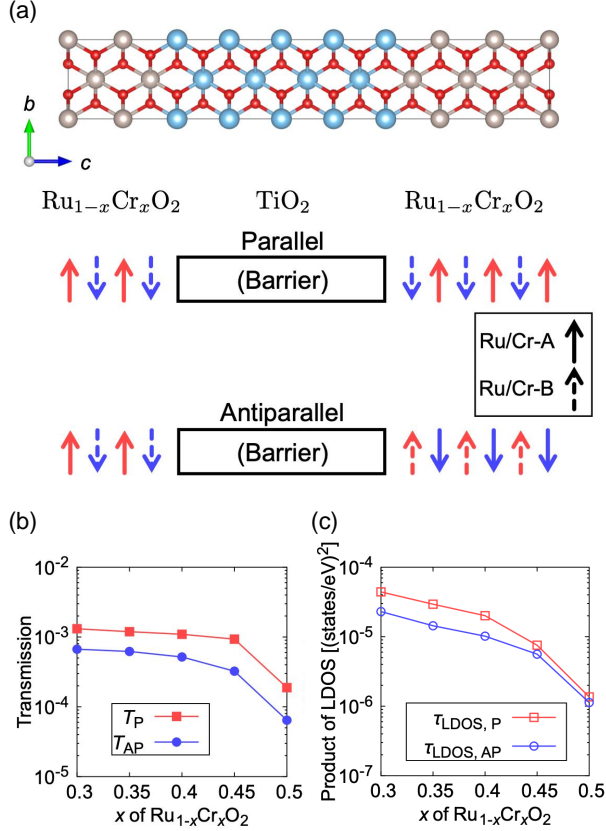 (a)
b
c
Ru1−xCrxO2 TiO2 Ru1−xCrxO2
Parallel
(Barrier)
Ru/Cr-A
Ru/Cr-B
Antiparallel
(Barrier)
(b)
Transmission
10-2
10-3
10-4
10-5
TP
TAP
0.3 0.35 0.4 0.45 0.5
x of Ru1-xCrxO2
(c)
Product of LDOS [(states/eV)2]
10-4
10-5
10-6
10-7
τLDOS, P
τLDOS, AP
0.3 0.35 0.4 0.45 0.5
x of Ru1-xCrxO2